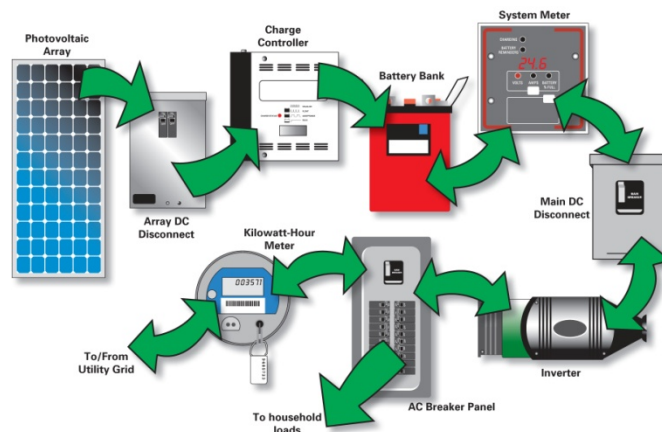 Photovoltaic
Array
Charge
Controller
System Meter
Battery Bank
24.6
Array DC
Disconnect
Main DC
Disconnect
Kilowatt-Hour
Meter
003571
To/From
Utility Grid
Inverter
AC Breaker Panel
To household
loads